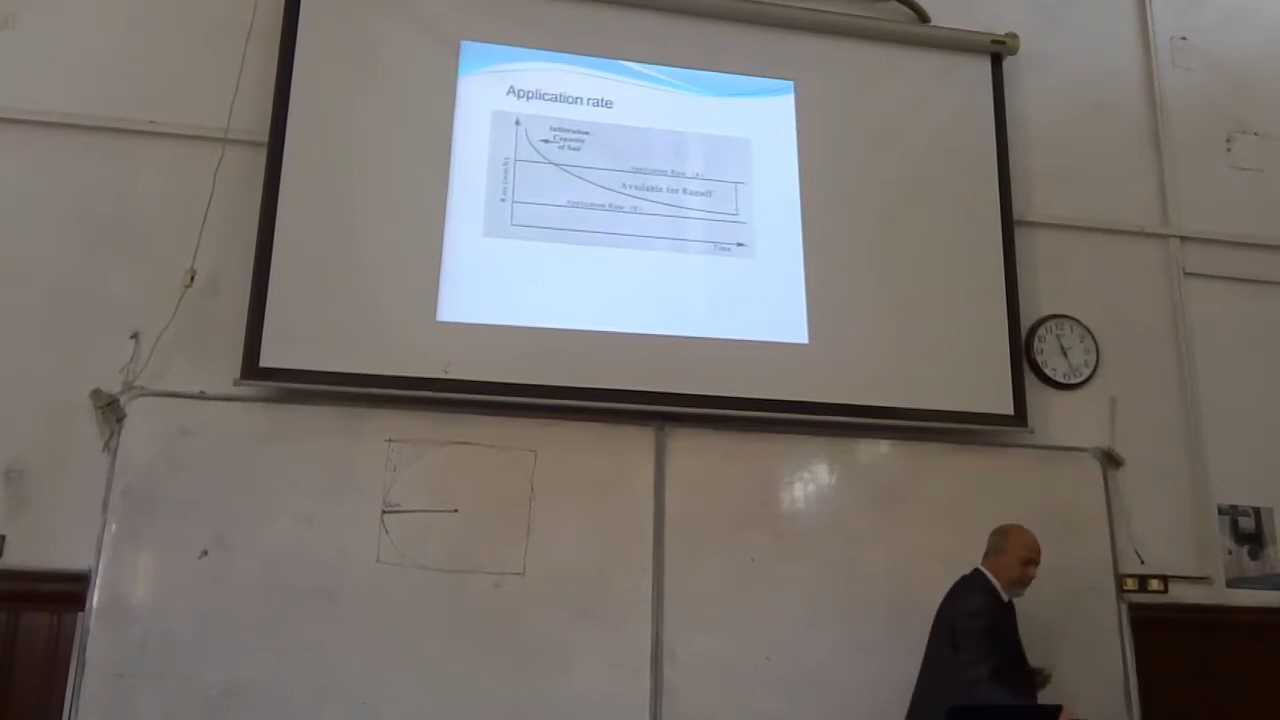 Application rate
Infiltration
Capacity
of Soil
Application Rate (A)
Available for Runoff
Application Rate (B)
Time